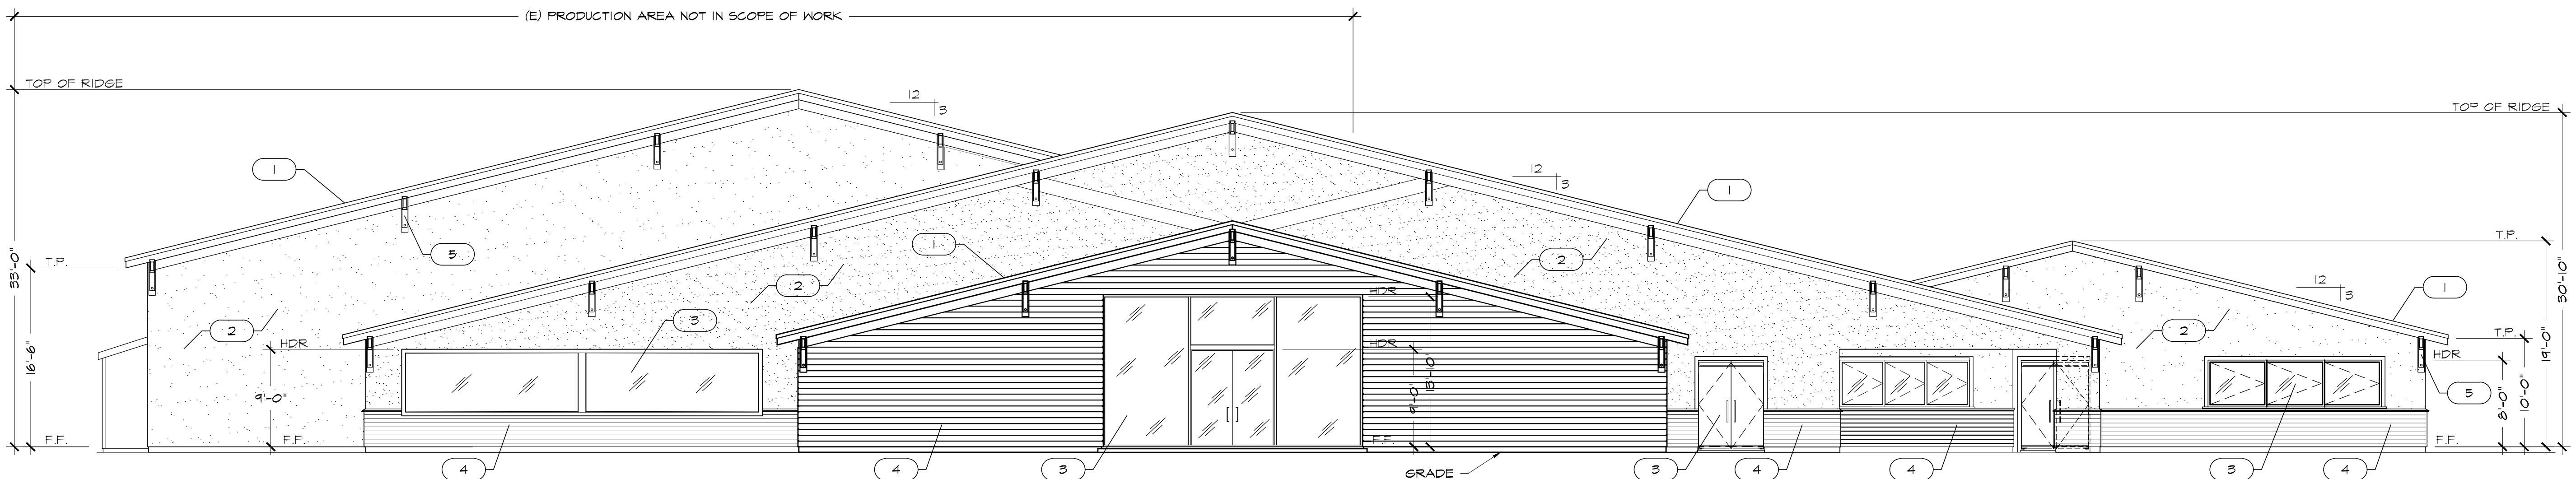 (E) PRODUCTION AREA NOT IN SCOPE OF WORK
TOP OF RIDGE
12
3
TOP OF RIDGE
1
12
3
1
5
1
2
2
T.P.
T.P.
33'-0"
16'-6"
2
3
HDR
9'-0"
HDR
HDR
13'-10"
9'-0"
12
3
1
2
T.P.
HDR
30'-10"
19'-0"
10'-0"
8'-0"
5
F.F.
F.F.
F.F.
F.F.
4
4
3
GRADE
3
4
4
3
4